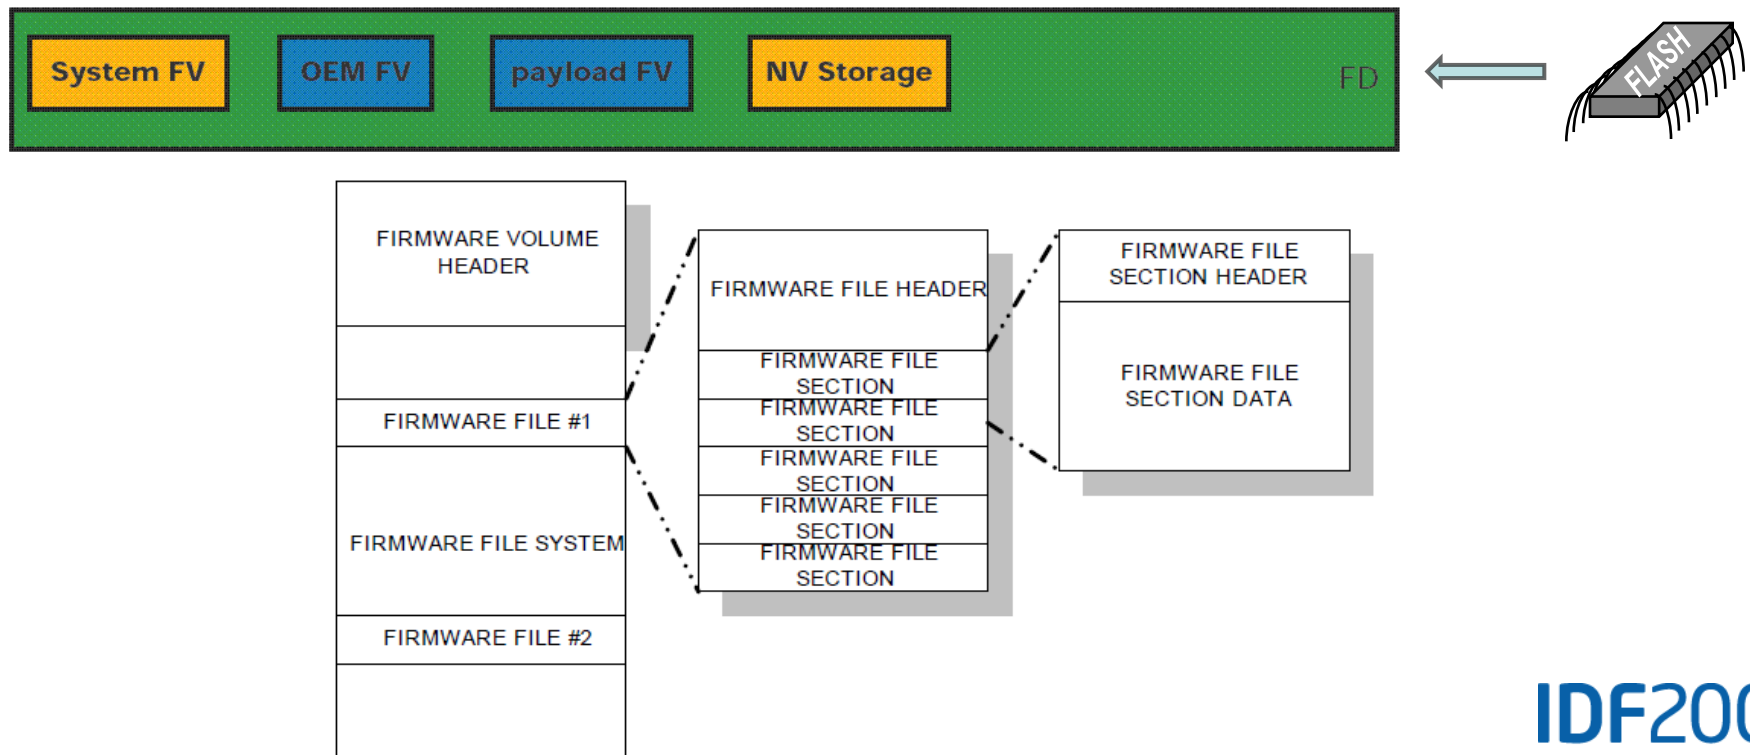 System FV
OEM FV
payload FV
NV Storage
FD
FLASH
FIRMWARE VOLUME
HEADER
FIRMWARE FILE #1
FIRMWARE FILE SYSTEM
FIRMWARE FILE #2
FIRMWARE FILE HEADER
FIRMWARE FILE
SECTION
FIRMWARE FILE
SECTION
FIRMWARE FILE
SECTION
FIRMWARE FILE
SECTION
FIRMWARE FILE
SECTION
FIRMWARE FILE
SECTION HEADER
FIRMWARE FILE
SECTION DATA
IDF200